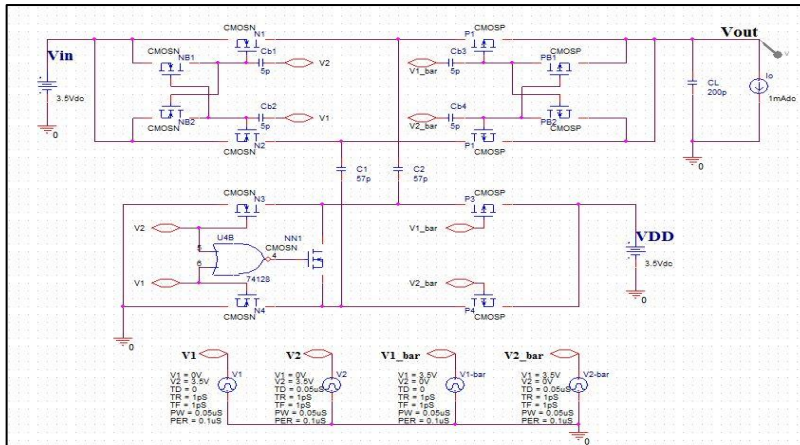 CMOSN N1
P1 CMOSP
Vout
Vin
CMOSN
NB1
Cb1
5p
V2
V1_bar
Cb3
5p
PB1
CMOSP
3.5Vdc
0
NB2
CMOSN
Cb2
5p
V1
V2_bar
Cb4
5p
PB2
CMOSP
CL
200p
Io
1mAdc
0
N2
CMOSN
P1
CMOSP
C1
57p
C2
57p
CMOSN
N3
CMOSP
P3
V2
V1_bar
U4B
NN1
CMOSN
5
6
4
74128
VDD
3.5Vdc
0
V1
V2_bar
N4
CMOSN
P4
CMOSP
0
V1
V2
V1_bar
V2_bar
V1
V1 = 0V
V2 = 3.5V
TD = 0
TR = 1pS
TF = 1pS
PW = 0.05uS
PER = 0.1uS
V2
V1 = 0V
V2 = 3.5V
TD = 0.05uS
TR = 1pS
TF = 1pS
PW = 0.05uS
PER = 0.1uS
V1-bar
V1 = 3.5V
V2 = 0V
TD = 0
TR = 1pS
TF = 1pS
PW = 0.05uS
PER = 0.1uS
V2-bar
V1 = 3.5V
V2 = 0V
TD = 0.05uS
TR = 1pS
TF = 1pS
PW = 0.05uS
PER = 0.1uS
0